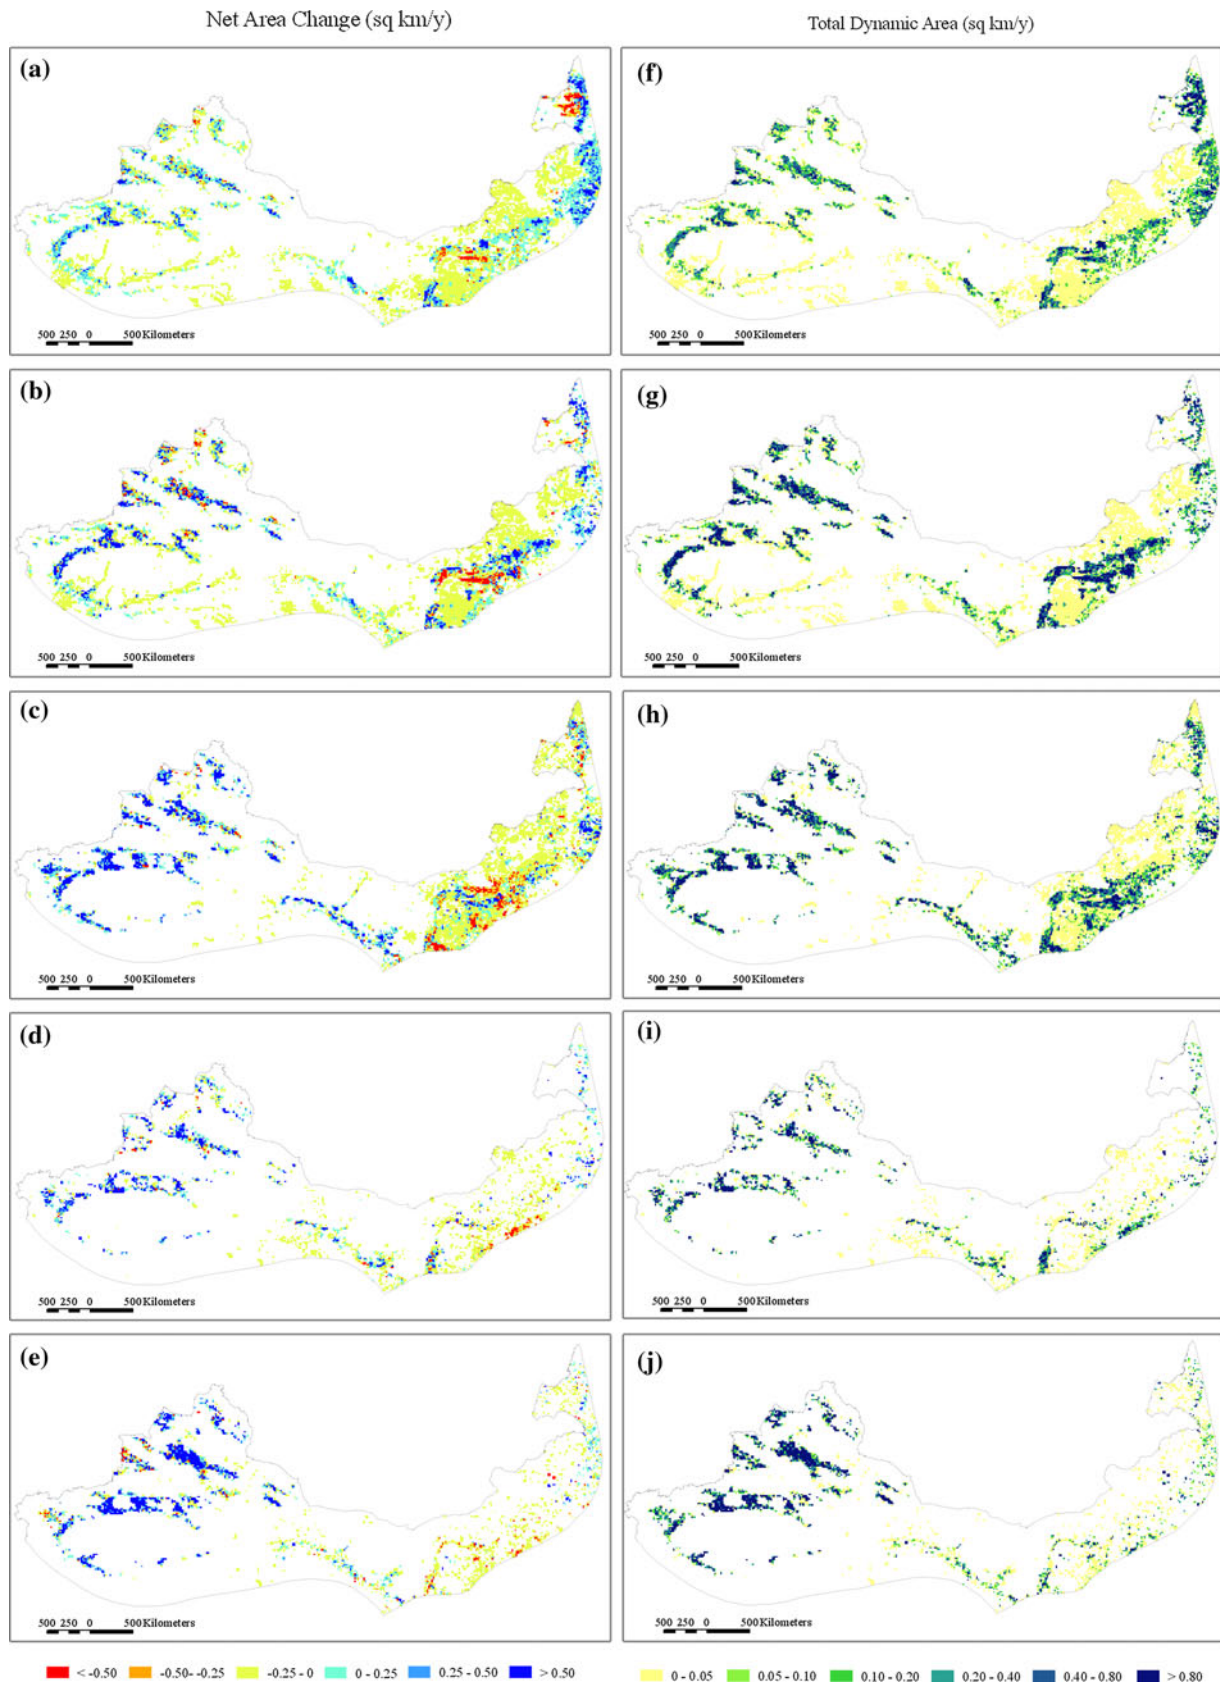 Net Area Change (sq km/y)
Total Dynamic Area (sq km/y)
(a)
500 250 0 500 Kilometers
(f)
500 250 0 500 Kilometers
(b)
500 250 0 500 Kilometers
(g)
500 250 0 500 Kilometers
(c)
500 250 0 500 Kilometers
(h)
500 250 0 500 Kilometers
(d)
500 250 0 500 Kilometers
(i)
500 250 0 500 Kilometers
(e)
500 250 0 500 Kilometers
(j)
500 250 0 500 Kilometers
< -0.50 -0.50- -0.25 -0.25 - 0 0 - 0.25 0.25 - 0.50 > 0.50
0 - 0.05 0.05 - 0.10 0.10 - 0.20 0.20 - 0.40 0.40 - 0.80 > 0.80